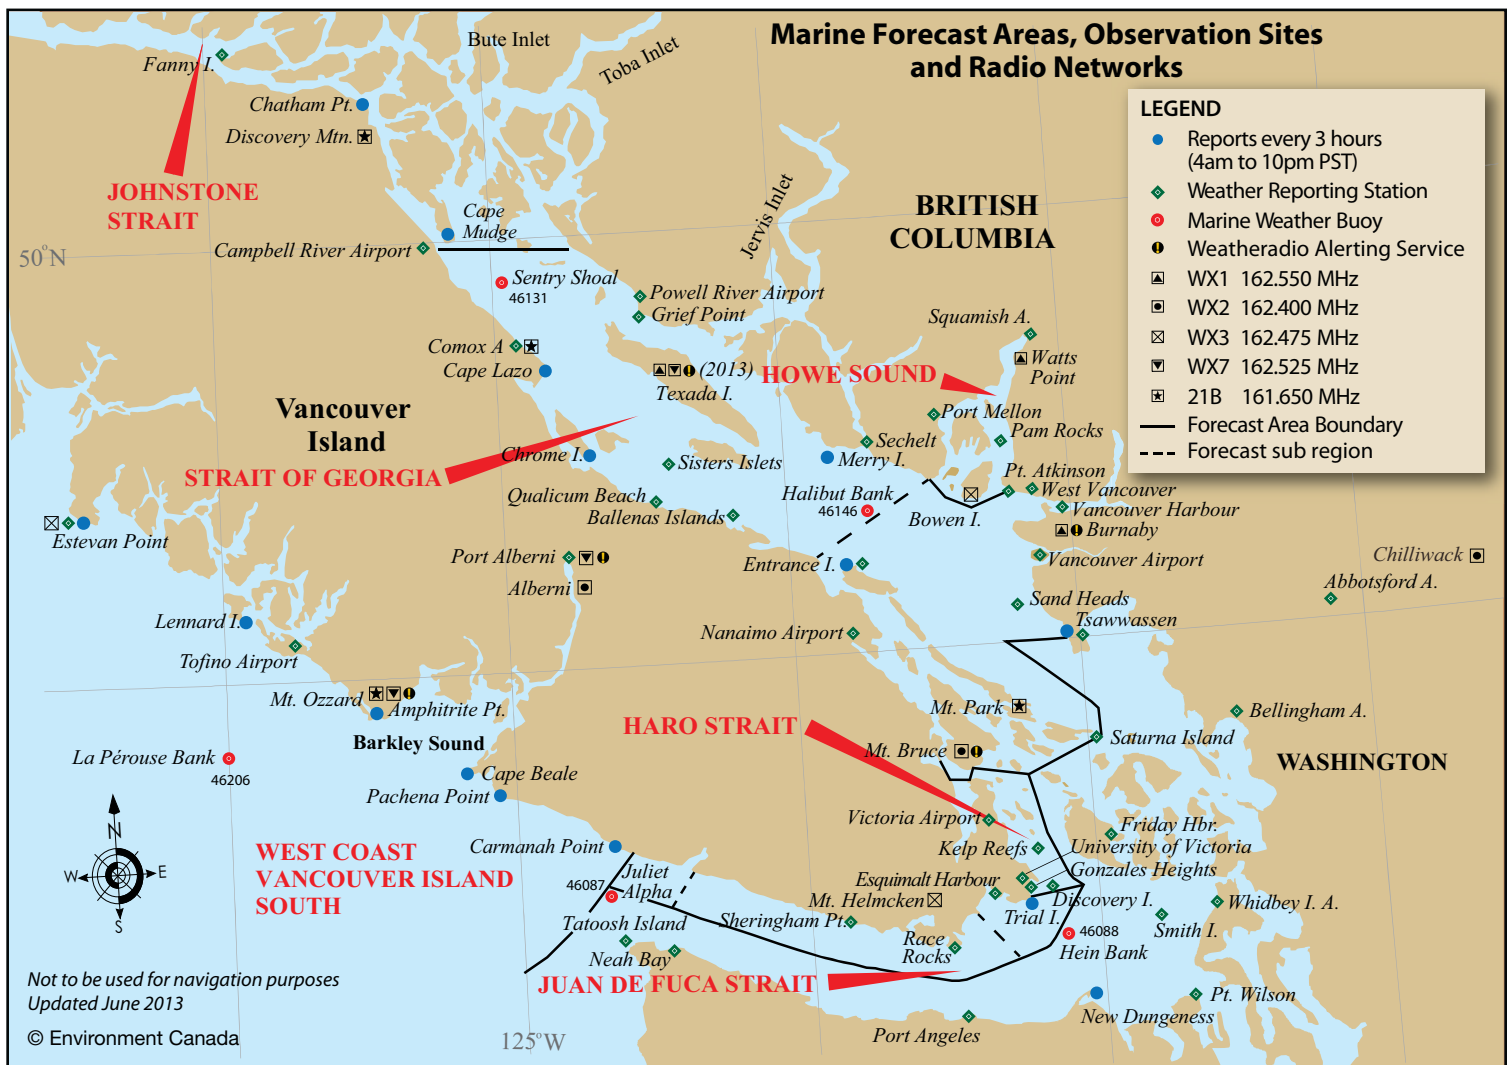 Marine Forecast Areas, Observation Sites
and Radio Networks
Bute Inlet
Toba Inlet
Fanny I.
Chatham Pt.
Discovery Mtn.
JOHNSTONE
STRAIT
Jervis Inlet
BRITISH
COLUMBIA
LEGEND
Reports every 3 hours
(4am to 10pm PST)
Weather Reporting Station
Marine Weather Buoy
Weatheradio Alerting Service
WX1 162.550 MHz
WX2 162.400 MHz
WX3 162.475 MHz
WX7 162.525 MHz
21B 161.650 MHz
Forecast Area Boundary
Forecast sub region
Cape
Mudge
50°N
Campbell River Airport
Sentry Shoal
46131
Powell River Airport
Grief Point
Squamish A.
Comox A
Cape Lazo
(2013)
Texada I.
HOWE SOUND
Watts
Point
Vancouver
Island
Port Mellon
Pam Rocks
Sechelt
Merry I.
Chrome I.
STRAIT OF GEORGIA
Sisters Islets
Pt. Atkinson
West Vancouver
Qualicum Beach
Ballenas Islands
Halibut Bank
46146
Bowen I.
Vancouver Harbour
Burnaby
Estevan Point
Port Alberni
Alberni
Entrance I.
Vancouver Airport
Chilliwack
Abbotsford A.
Sand Heads
Tsawwassen
Lennard I.
Tofino Airport
Nanaimo Airport
Mt. Ozzard
Amphitrite Pt.
Barkley Sound
HARO STRAIT
Mt. Park
Bellingham A.
Mt. Bruce
Saturna Island
WASHINGTON
La Pérouse Bank
46206
Cape Beale
Pachena Point
N
W
E
S
Victoria Airport
Friday Hbr.
Kelp Reefs
University of Victoria
Gonzales Heights
WEST COAST
VANCOUVER ISLAND
SOUTH
Carmanah Point
46087
Juliet
Alpha
Esquimalt Harbour
Mt. Helmcken
Discovery I.
Trial I.
Whidbey I. A.
Smith I.
Tatoosh Island
Sheringham Pt.
Neah Bay
Race
Rocks
46088
Hein Bank
JUAN DE FUCA STRAIT
Pt. Wilson
New Dungeness
Port Angeles
125°W
Not to be used for navigation purposes
Updated June 2013
© Environment Canada